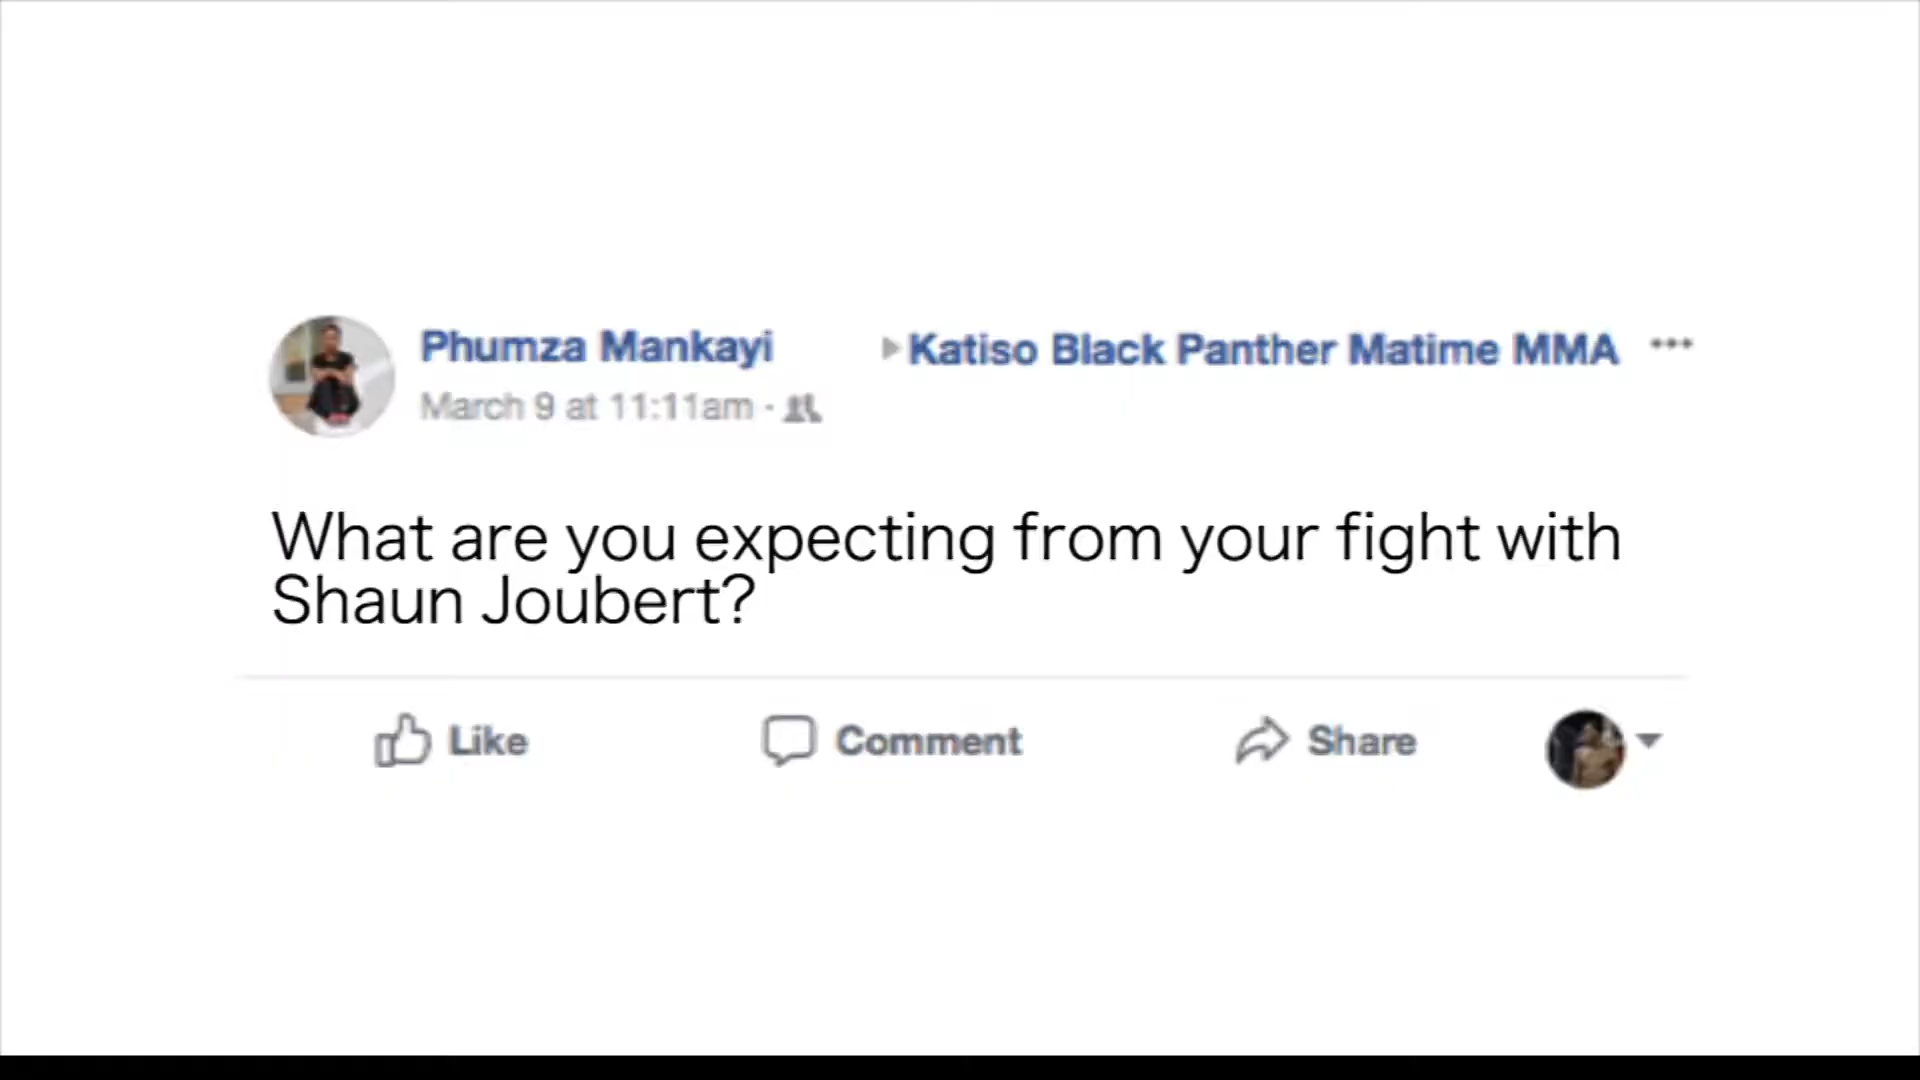 Phumza Mankayi ▸ Katiso Black Panther Matime MMA
March 9 at 11:11am ·
What are you expecting from your fight with
Shaun Joubert?
Like Comment Share